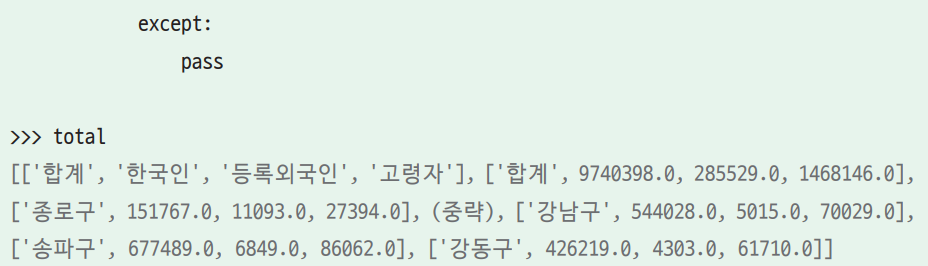 except:
pass
>>> total
[['합계', '한국인', '등록외국인', '고령자'], ['합계', 9740398.0, 285529.0, 1468146.0],
['종로구', 151767.0, 11093.0, 27394.0], (중략), ['강남구', 544028.0, 5015.0, 70029.0],
['송파구', 677489.0, 6849.0, 86062.0], ['강동구', 426219.0, 4303.0, 61710.0]]